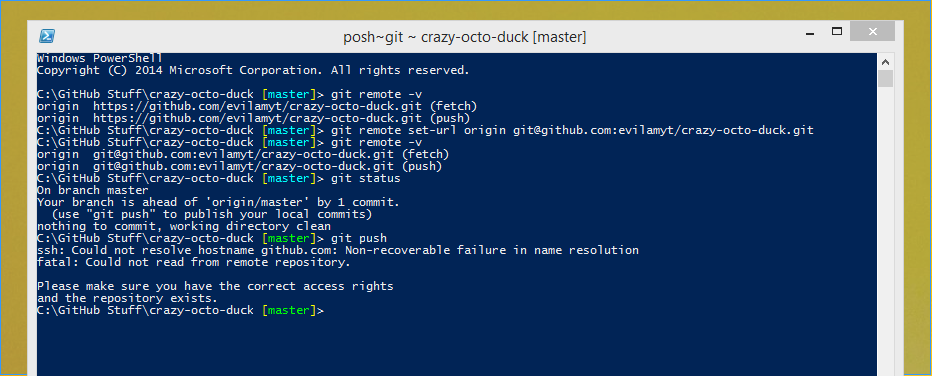 posh~git ~ crazy-octo-duck [master]
Windows PowerShell
Copyright (C) 2014 Microsoft Corporation. All rights reserved.
C:\GitHub Stuff\crazy-octo-duck [master]> git remote -v
origin  https://github.com/evilamyt/crazy-octo-duck.git (fetch)
origin  https://github.com/evilamyt/crazy-octo-duck.git (push)
C:\GitHub Stuff\crazy-octo-duck [master]> git remote set-url origin git@github.com:evilamyt/crazy-octo-duck.git
C:\GitHub Stuff\crazy-octo-duck [master]> git remote -v
origin  git@github.com:evilamyt/crazy-octo-duck.git (fetch)
origin  git@github.com:evilamyt/crazy-octo-duck.git (push)
C:\GitHub Stuff\crazy-octo-duck [master]> git status
On branch master
Your branch is ahead of 'origin/master' by 1 commit.
  (use "git push" to publish your local commits)
nothing to commit, working directory clean
C:\GitHub Stuff\crazy-octo-duck [master]> git push
ssh: Could not resolve hostname github.com: Non-recoverable failure in name resolution
fatal: Could not read from remote repository.
Please make sure you have the correct access rights
and the repository exists.
C:\GitHub Stuff\crazy-octo-duck [master]>